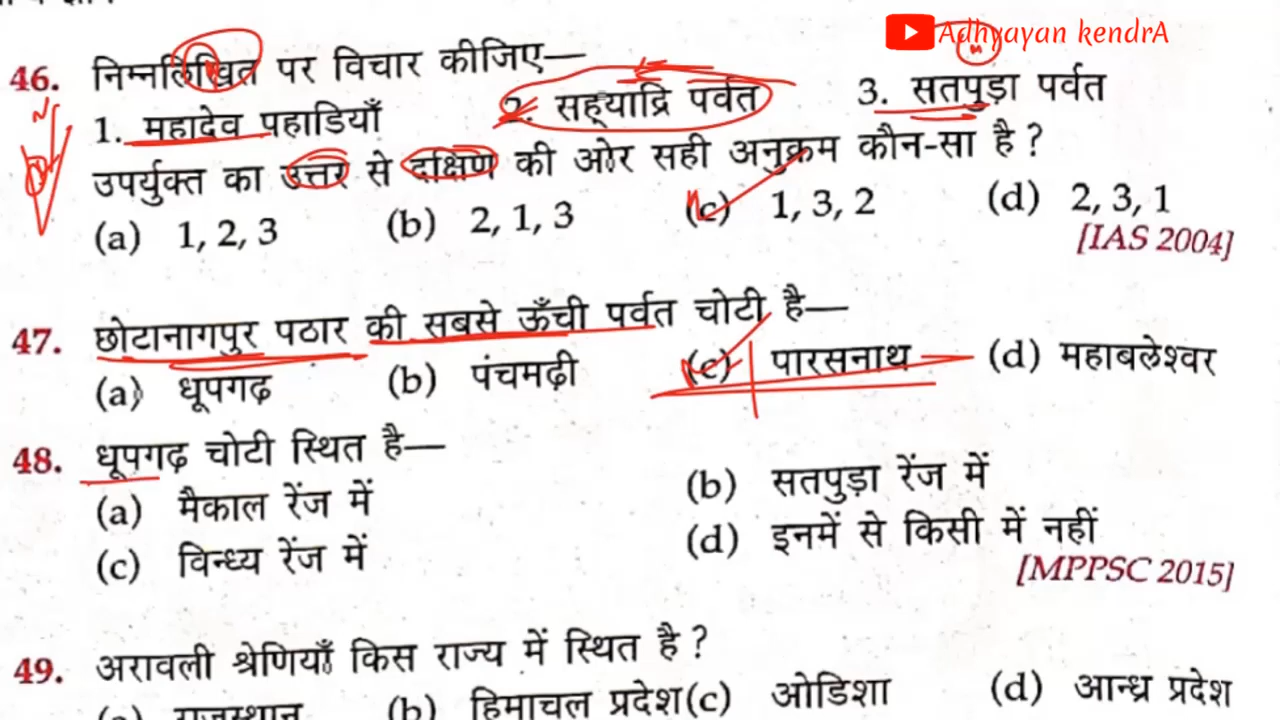 Adhyayan kendrA
46. निम्नलिखित पर विचार कीजिए—
1. महादेव पहाडियाँ 2. सह्याद्रि पर्वत 3. सतपुड़ा पर्वत
उपर्युक्त का उत्तर से दक्षिण की ओर सही अनुक्रम कौन-सा है ?
(a) 1, 2, 3 (b) 2, 1, 3 (c) 1, 3, 2 (d) 2, 3, 1
[IAS 2004]
47. छोटानागपुर पठार की सबसे ऊँची पर्वत चोटी है—
(a) धूपगढ़ (b) पंचमढ़ी (c) पारसनाथ (d) महाबलेश्वर
48. धूपगढ़ चोटी स्थित है—
(a) मैकाल रेंज में (b) सतपुड़ा रेंज में
(c) विन्ध्य रेंज में (d) इनमें से किसी में नहीं
[MPPSC 2015]
49. अरावली श्रेणियाँ किस राज्य में स्थित है ?
(a) राजस्थान (b) हिमाचल प्रदेश (c) ओडिशा (d) आन्ध्र प्रदेश